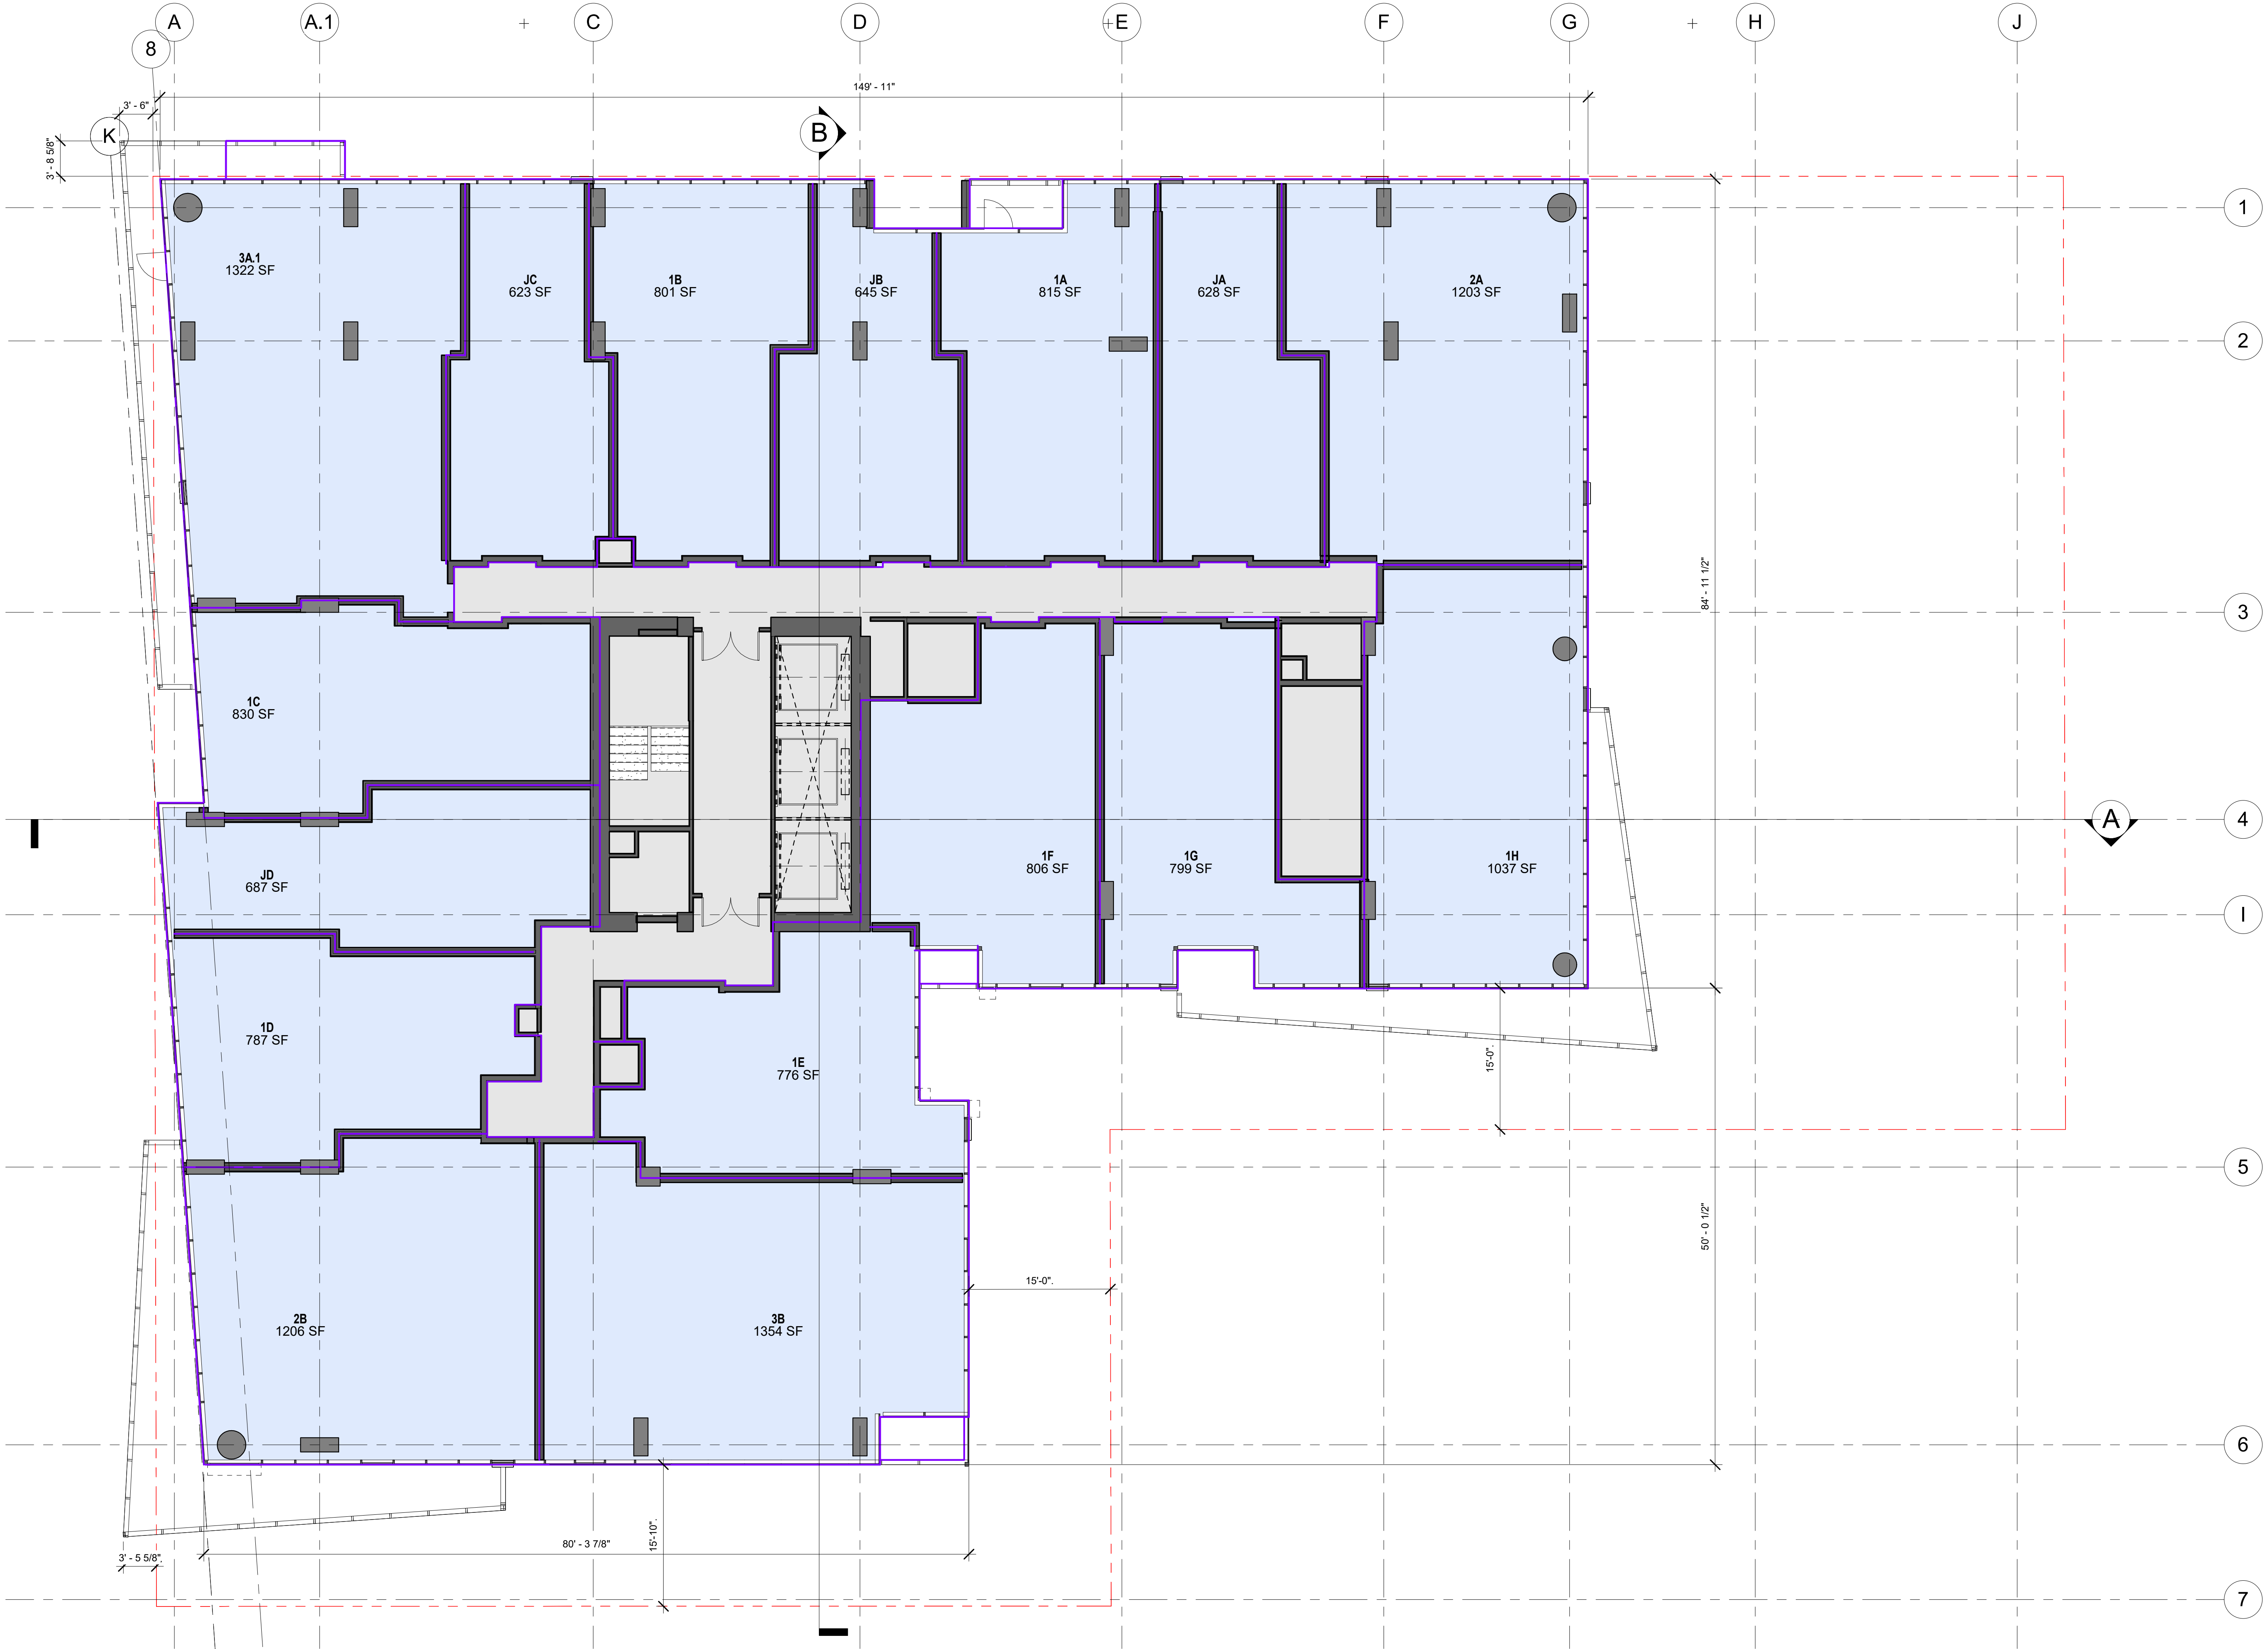 A
A.1
C
D
E
F
G
H
J
8
149' - 11"
3' - 6"
K
B
3' - 8 5/8"
1
3A.1
1322 SF
JC
623 SF
1B
801 SF
JB
645 SF
1A
815 SF
JA
628 SF
2A
1203 SF
2
84' - 11 1/2"
3
1C
830 SF
4
A
JD
687 SF
1F
806 SF
1G
799 SF
1H
1037 SF
I
1D
787 SF
1E
776 SF
15'-0".
5
50' - 0 1/2"
15'-0".
2B
1206 SF
3B
1354 SF
6
15'-10".
80' - 3 7/8"
3' - 5 5/8"
7